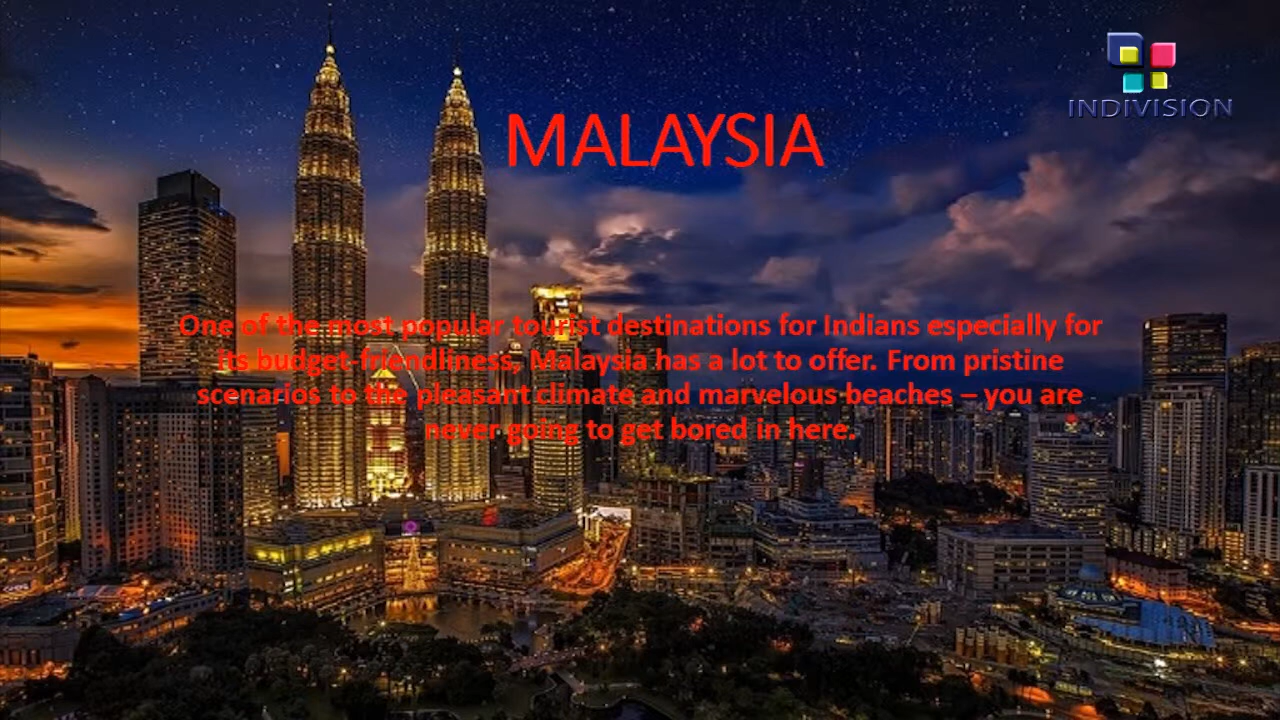 INDIVISION
MALAYSIA
One of the most popular tourist destinations for Indians especially for
its budget-friendliness, Malaysia has a lot to offer. From pristine
scenarios to the pleasant climate and marvelous beaches – you are
never going to get bored in here.